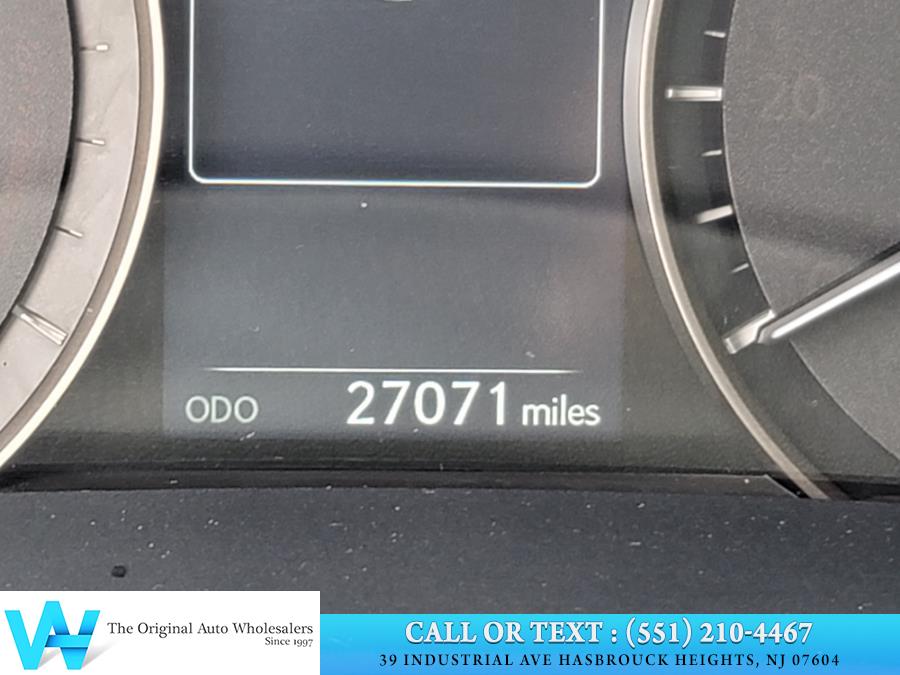 20
ODO 27071 miles
The Original Auto Wholesalers
Since 1997
CALL OR TEXT : (551) 210-4467
39 INDUSTRIAL AVE HASBROUCK HEIGHTS, NJ 07604